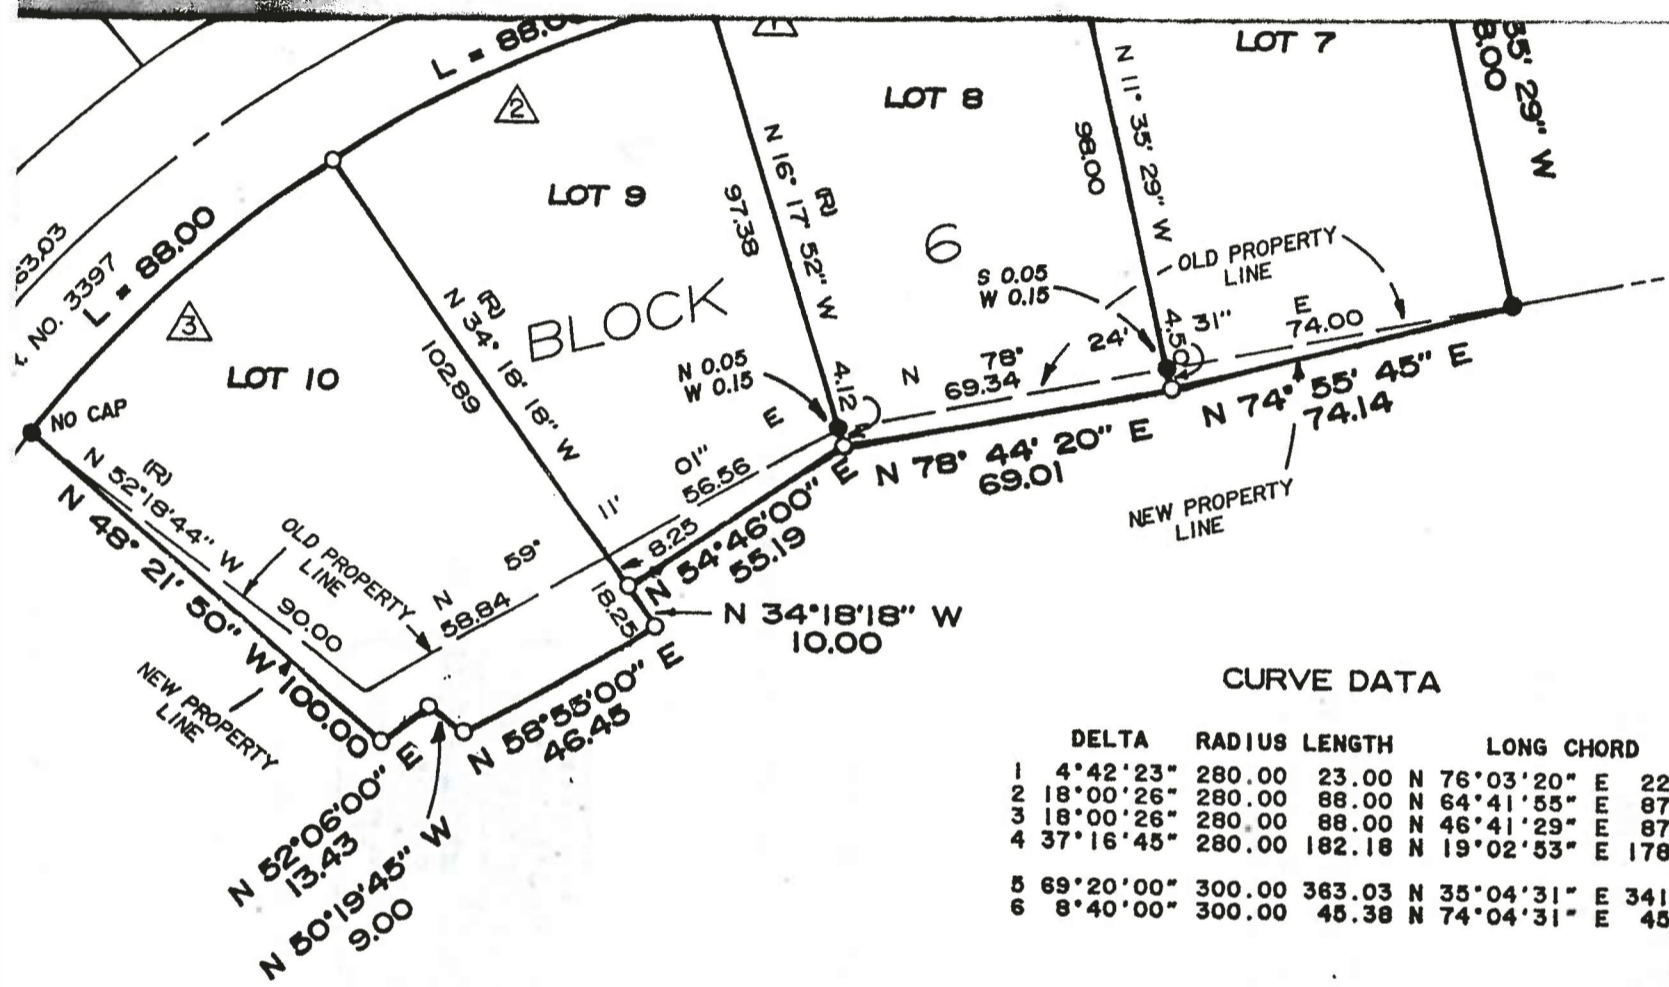 L = 88.0
1
2
LOT 8
LOT 7
35' 29" W
8.00
N 11° 35' 29" W
98.00
N 16° 17' 52" W
(R)
97.38
LOT 9
6
BLOCK
63.03
NO. 3397
L = 88.00
3
LOT 10
NO CAP
N 34° 18' 18" W
(R)
102.89
S 0.05
W 0.15
OLD PROPERTY
LINE
N 0.05
W 0.15
4.12
4.50
N 78° 24' 31" E
69.34
74.00
N 74° 55' 45" E
74.14
N 78° 44' 20" E
69.01
NEW PROPERTY
LINE
N 59° 11' 01" E
58.84
56.56
8.25
18.25
N 54°46'00" E
55.19
N 34°18'18" W
10.00
(R)
N 52°18'44" W
90.00
OLD PROPERTY
LINE
N 48° 21' 50" W 100.00
NEW PROPERTY
LINE
N 58°55'00" E
46.45
N 52°06'00" E
13.43
N 50°19'45" W
9.00
CURVE DATA
DELTA RADIUS LENGTH LONG CHORD
1 4°42'23" 280.00 23.00 N 76°03'20" E 22
2 18°00'26" 280.00 88.00 N 64°41'55" E 87
3 18°00'26" 280.00 88.00 N 46°41'29" E 87
4 37°16'45" 280.00 182.18 N 19°02'53" E 178
5 69°20'00" 300.00 363.03 N 35°04'31" E 341
6 8°40'00" 300.00 45.38 N 74°04'31" E 45